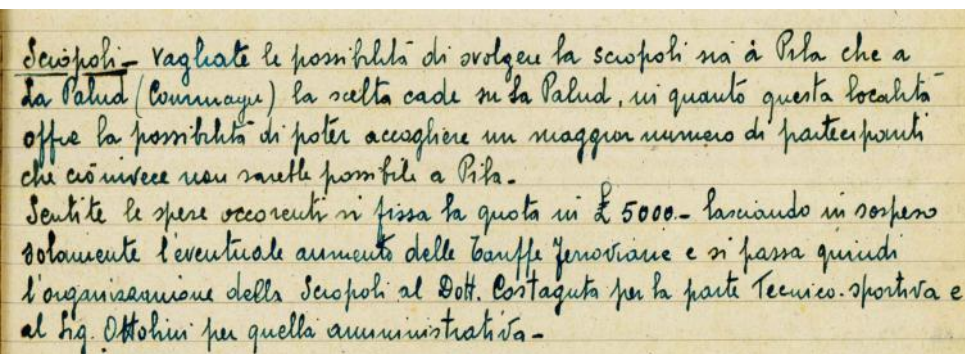 Sciopoli - Vagliate le possibilità di svolgere la sciopoli sia à Pila che a
La Palud (Courmayeur) la scelta cade su La Palud, in quanto questa località
offre la possibilità di poter accogliere un maggior numero di partecipanti
che ciò invece non sarebbe possibile a Pila.
Sentite le spese occorenti si fissa la quota in £ 5000.- lasciando in sospeso
solamente l'eventuale aumento delle Tariffe Ferroviarie e si passa quindi
l'organizzazione della Sciopoli al Dott. Costaguta per la parte Tecnico-sportiva e
al Sig. Ottolini per quella amministrativa -